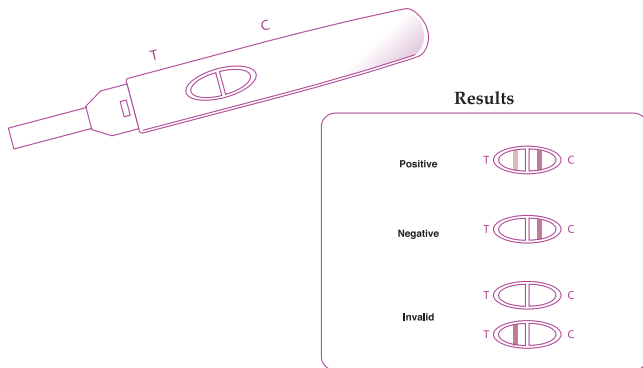 T C
Results
Positive T C
Negative T C
T C
Invalid
T C